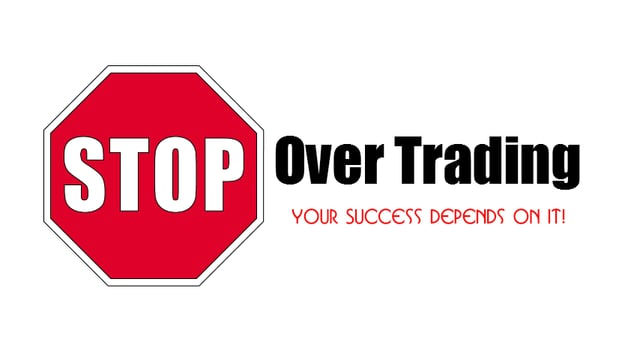 STOP
Over Trading
YOUR SUCCESS DEPENDS ON IT!